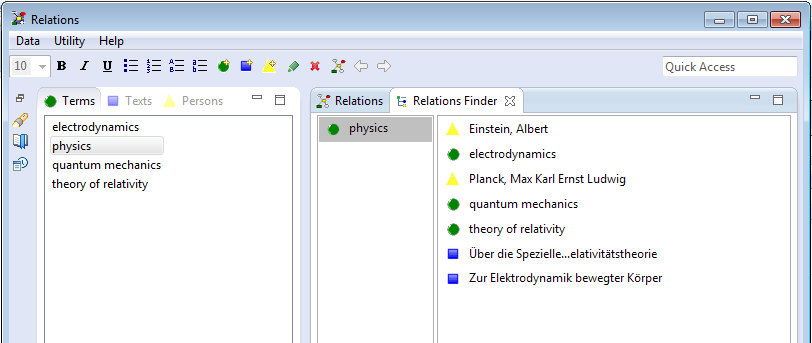 Relations
Data Utility Help
10 B I U Quick Access
Terms Texts Persons
electrodynamics
physics
quantum mechanics
theory of relativity
Relations Relations Finder
physics
Einstein, Albert
electrodynamics
Planck, Max Karl Ernst Ludwig
quantum mechanics
theory of relativity
Über die Spezielle...elativitätstheorie
Zur Elektrodynamik bewegter Körper